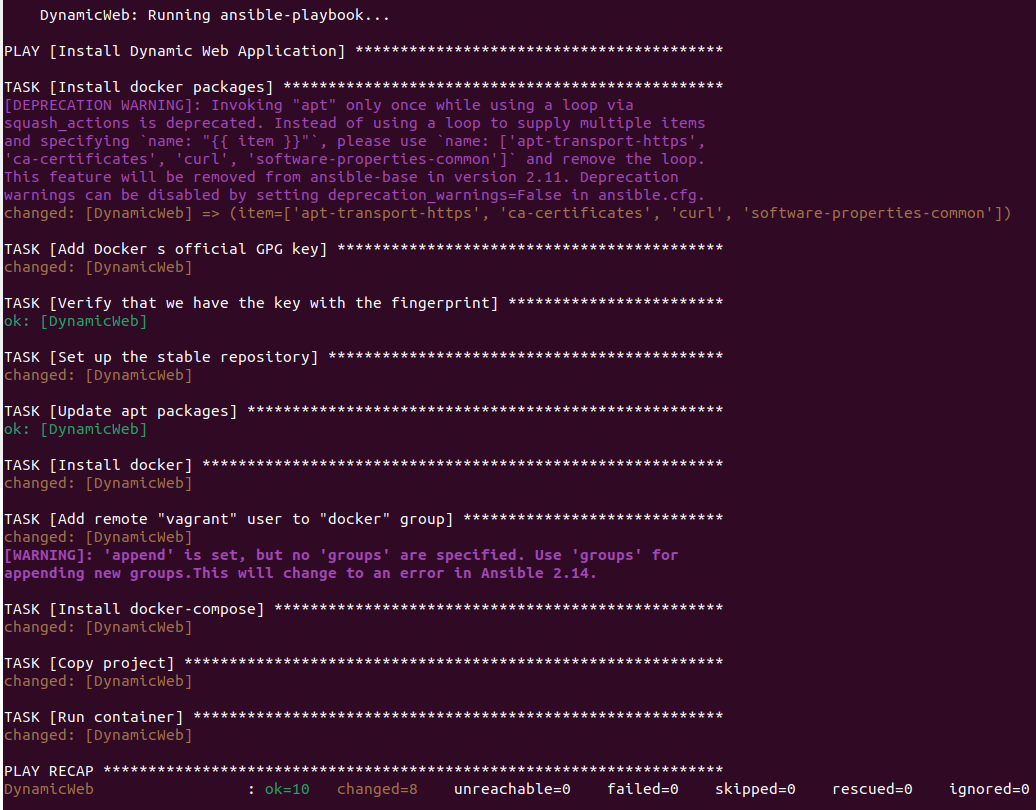 DynamicWeb: Running ansible-playbook...
PLAY [Install Dynamic Web Application] *****************************************
TASK [Install docker packages] *************************************************
[DEPRECATION WARNING]: Invoking "apt" only once while using a loop via
squash_actions is deprecated. Instead of using a loop to supply multiple items
and specifying `name: "{{ item }}"`, please use `name: ['apt-transport-https',
'ca-certificates', 'curl', 'software-properties-common']` and remove the loop.
This feature will be removed from ansible-base in version 2.11. Deprecation
warnings can be disabled by setting deprecation_warnings=False in ansible.cfg.
changed: [DynamicWeb] => (item=['apt-transport-https', 'ca-certificates', 'curl', 'software-properties-common'])
TASK [Add Docker s official GPG key] *******************************************
changed: [DynamicWeb]
TASK [Verify that we have the key with the fingerprint] ************************
ok: [DynamicWeb]
TASK [Set up the stable repository] ********************************************
changed: [DynamicWeb]
TASK [Update apt packages] *****************************************************
ok: [DynamicWeb]
TASK [Install docker] **********************************************************
changed: [DynamicWeb]
TASK [Add remote "vagrant" user to "docker" group] *****************************
changed: [DynamicWeb]
[WARNING]: 'append' is set, but no 'groups' are specified. Use 'groups' for
appending new groups.This will change to an error in Ansible 2.14.
TASK [Install docker-compose] **************************************************
changed: [DynamicWeb]
TASK [Copy project] ************************************************************
changed: [DynamicWeb]
TASK [Run container] ***********************************************************
changed: [DynamicWeb]
PLAY RECAP *********************************************************************
DynamicWeb                 : ok=10   changed=8    unreachable=0    failed=0    skipped=0    rescued=0    ignored=0